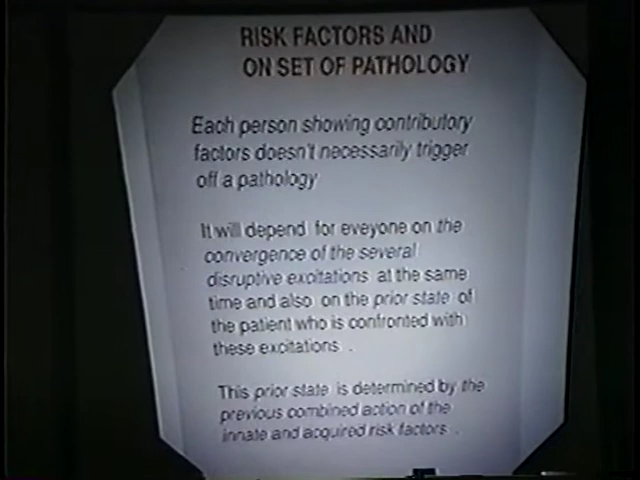 RISK FACTORS AND
ON SET OF PATHOLOGY
Each person showing contributory
factors doesn't necessarily trigger
off a pathology
It will depend for eveyone on the
convergence of the several
disruptive excitations at the same
time and also on the prior state of
the patient who is confronted with
these excitations .
This prior state is determined by the
previous combined action of the
innate and acquired risk factors .